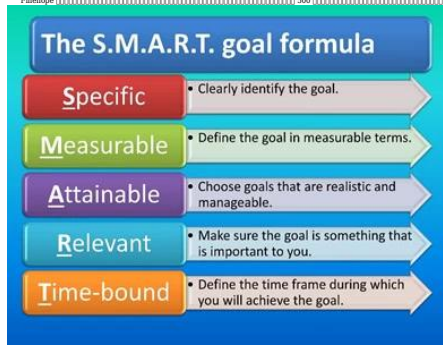 The S.M.A.R.T. goal formula
Specific
• Clearly identify the goal.
Measurable
• Define the goal in measurable terms.
Attainable
• Choose goals that are realistic and
manageable.
Relevant
• Make sure the goal is something that
is important to you.
Time-bound
• Define the time frame during which
you will achieve the goal.